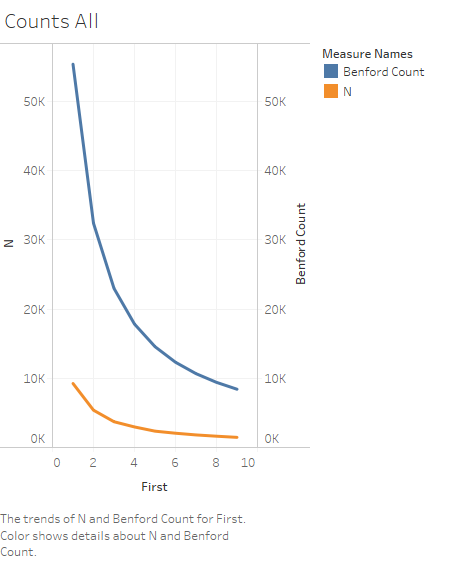 Counts All
Measure Names
Benford Count
N
50K
40K
30K
20K
10K
0K
N
50K
40K
30K
20K
10K
0K
Benford Count
0 2 4 6 8 10
First
The trends of N and Benford Count for First.
Color shows details about N and Benford
Count.